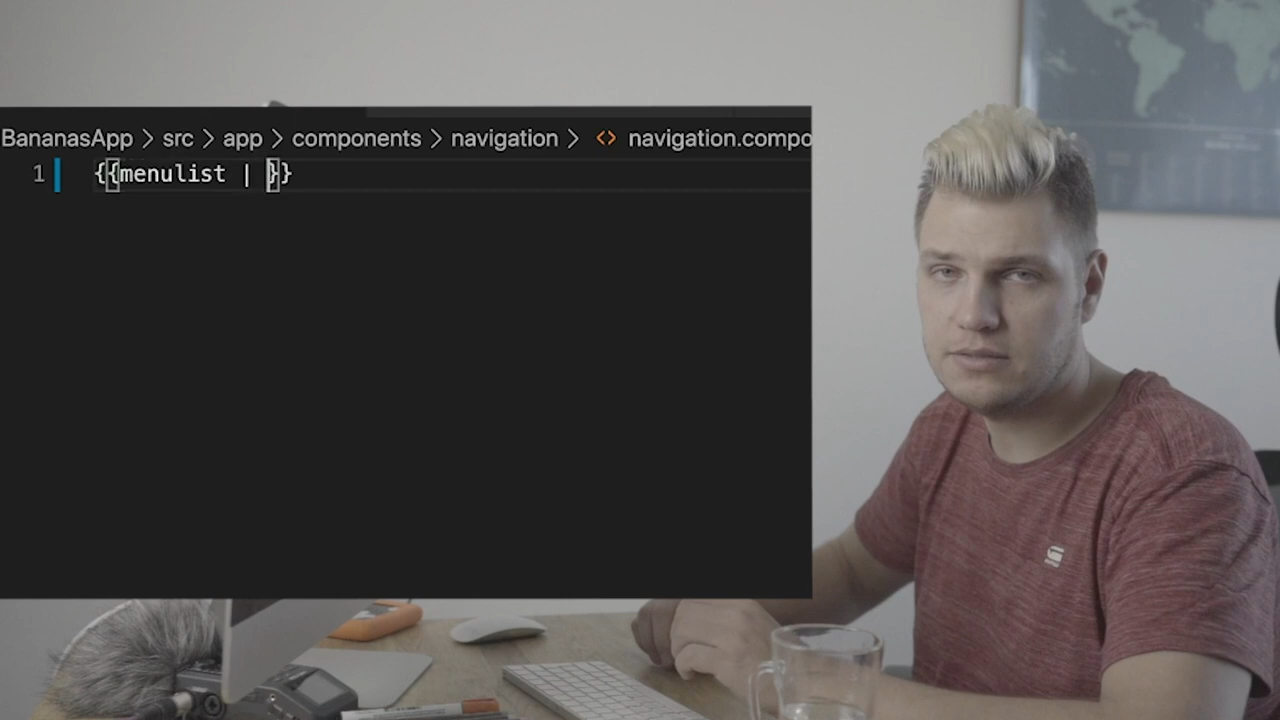 BananasApp > src > app > components > navigation > <> navigation.compo
1 {{menulist | }}